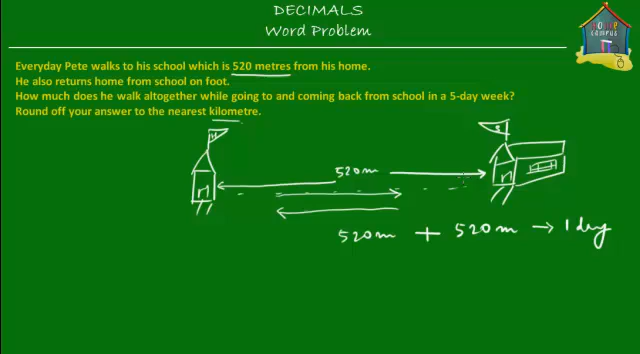 DECIMALS
Word Problem
Everyday Pete walks to his school which is 520 metres from his home.
He also returns home from school on foot.
How much does he walk altogether while going to and coming back from school in a 5-day week?
Round off your answer to the nearest kilometre.
H
S
520m
520m + 520m → 1 day